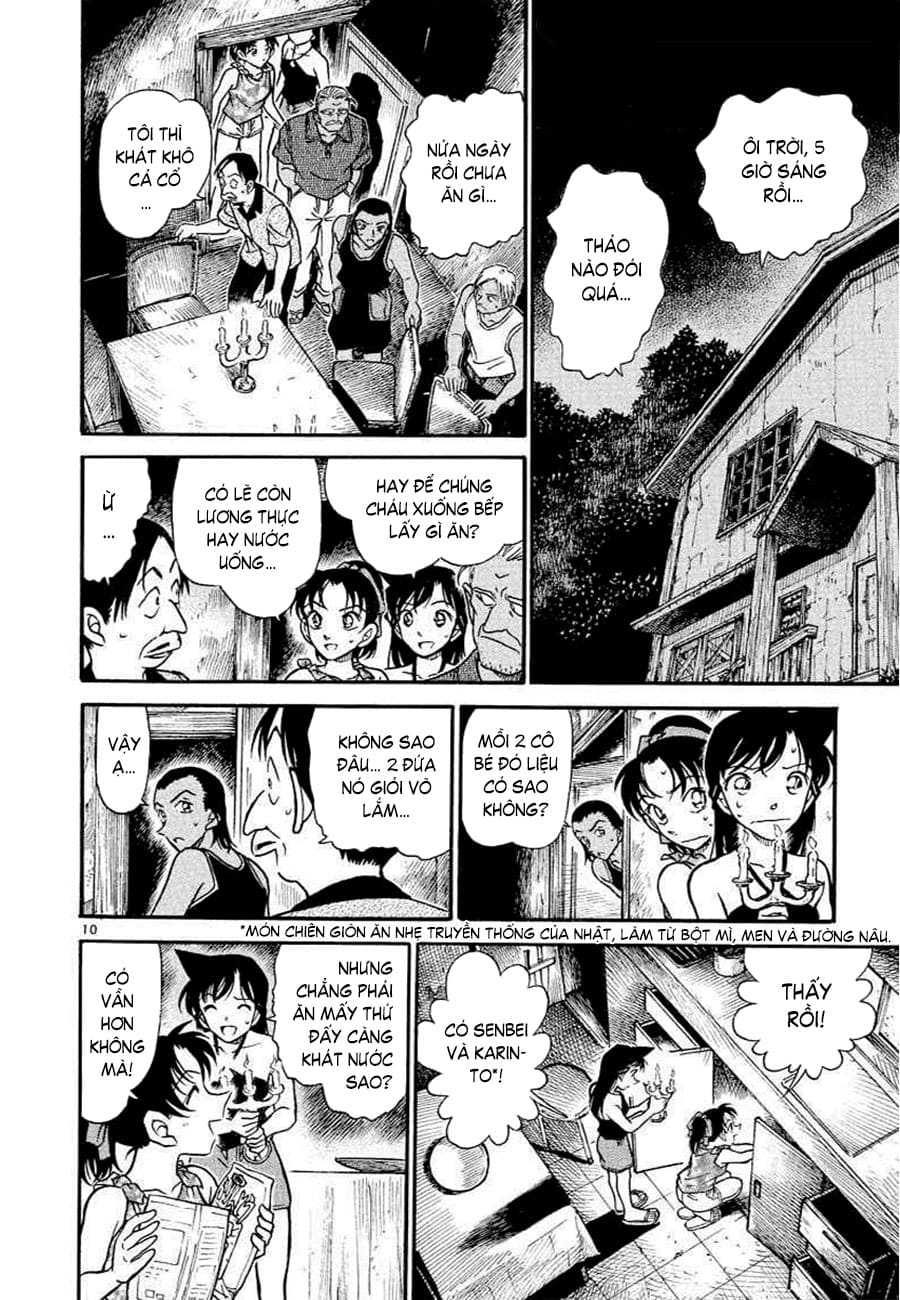 ÔI TRỜI, 5
GIỜ SÁNG
RỒI...
THẢO
NÀO ĐÓI
QUÁ...
NỬA NGÀY
RỒI CHƯA
ĂN GÌ...
TÔI THÌ
KHÁT KHÔ
CẢ CỔ
...
HAY ĐỂ CHÚNG
CHÁU XUỐNG BẾP
LẤY GÌ ĂN?
CÓ LẼ CÒN
LƯƠNG THỰC
HAY NƯỚC
UỐNG...
Ừ
...
MỒI 2 CÔ
BÉ ĐÓ LIỆU
CÓ SAO
KHÔNG?
KHÔNG SAO
ĐÂU... 2 ĐỨA
NÓ GIỎI VÕ
LẮM...
VẬY
Ạ...
10
*MÓN CHIÊN GIÒN ĂN NHẸ TRUYỀN THỐNG CỦA NHẬT, LÀM TỪ BỘT MÌ, MEN VÀ ĐƯỜNG NÂU.
THẤY
RỒI!
CÓ SENBEI
VÀ KARIN-
TO*!
NHƯNG
CHẲNG PHẢI
ĂN MẤY THỨ
ĐẤY CÀNG
KHÁT NƯỚC
SAO?
CÓ
VẪN
HƠN
KHÔNG
MÀ!